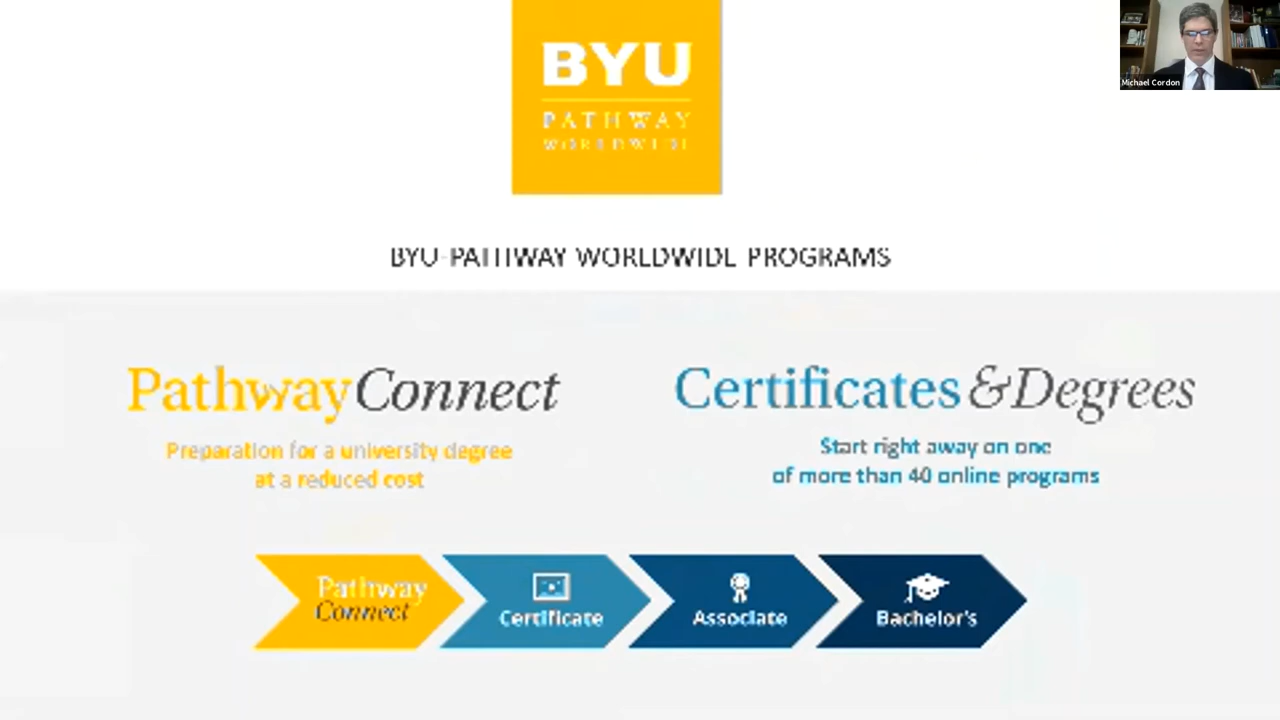 BYU
PATHWAY
WORLDWIDE
Michael Cordon
BYU-PATHWAY WORLDWIDE PROGRAMS
PathwayConnect
Preparation for a university degree
at a reduced cost
Certificates & Degrees
Start right away on one
of more than 40 online programs
Pathway
Connect
Certificate
Associate
Bachelor's